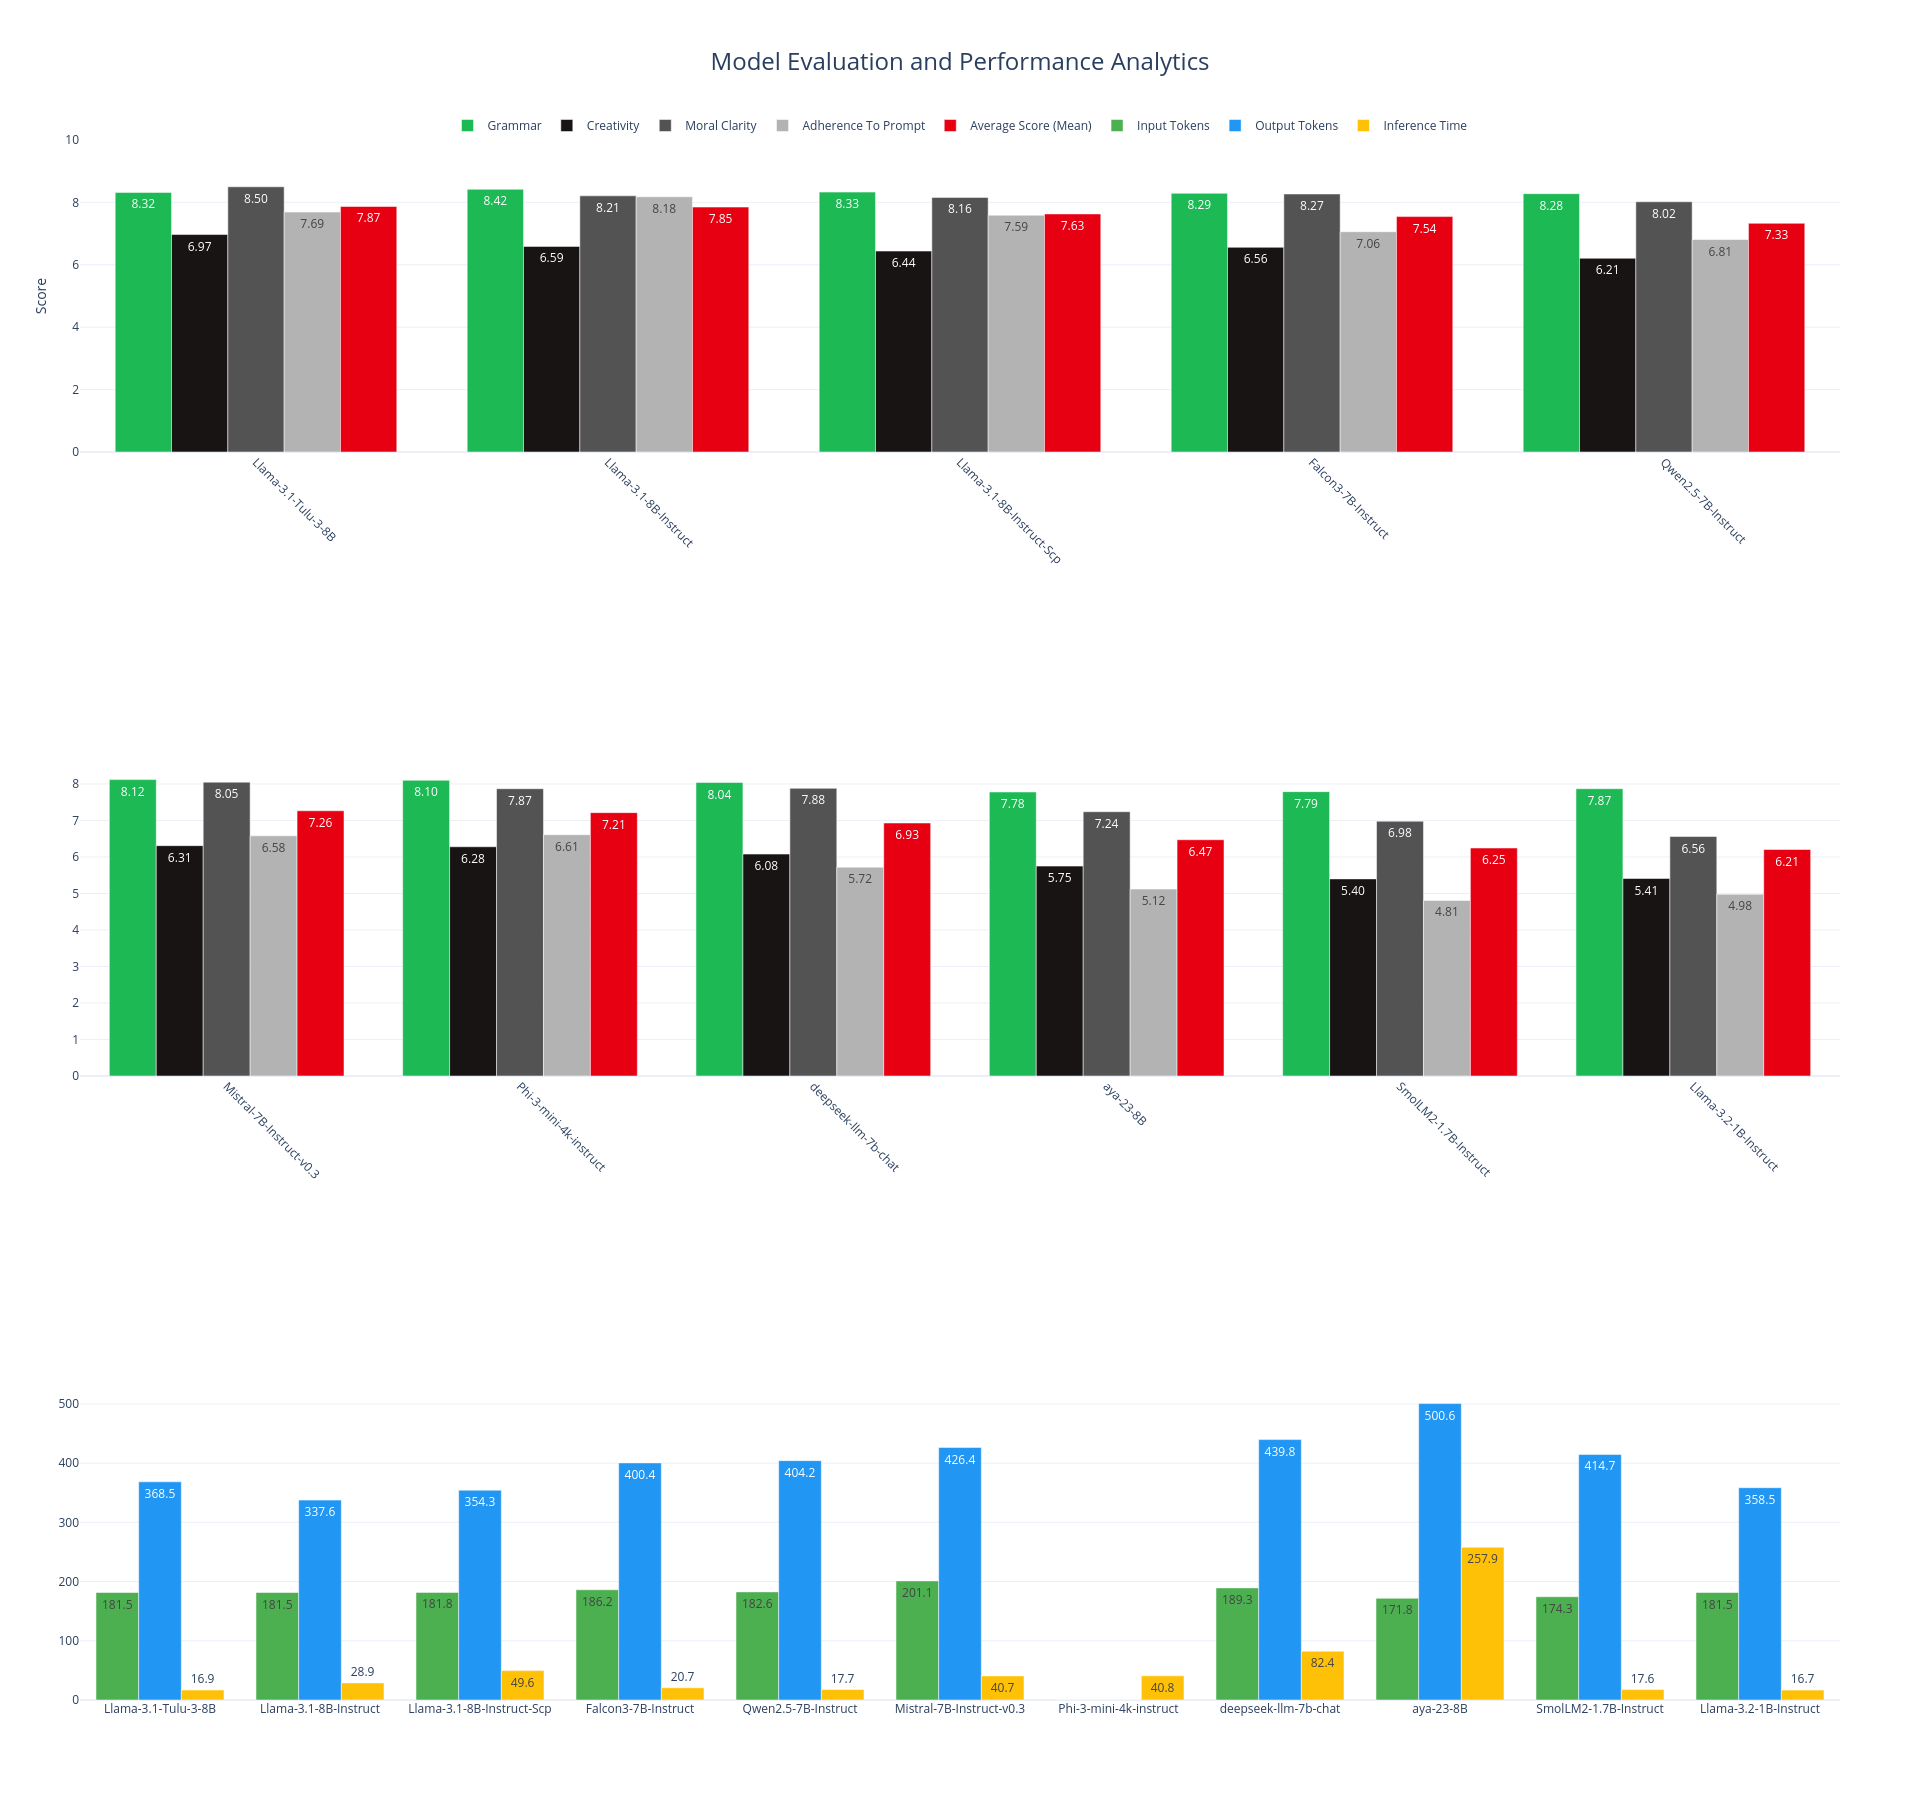 Model Evaluation and Performance Analytics
Grammar Creativity Moral Clarity Adherence To Prompt Average Score (Mean) Input Tokens Output Tokens Inference Time
10
8
6
4
2
0
Score
8.32 6.97 8.50 7.69 7.87
8.42 6.59 8.21 8.18 7.85
8.33 6.44 8.16 7.59 7.63
8.29 6.56 8.27 7.06 7.54
8.28 6.21 8.02 6.81 7.33
Llama-3.1-Tulu-3-8B
Llama-3.1-8B-Instruct
Llama-3.1-8B-Instruct-Scp
Falcon3-7B-Instruct
Qwen2.5-7B-Instruct
8
7
6
5
4
3
2
1
0
8.12 6.31 8.05 6.58 7.26
8.10 6.28 7.87 6.61 7.21
8.04 6.08 7.88 5.72 6.93
7.78 5.75 7.24 5.12 6.47
7.79 5.40 6.98 4.81 6.25
7.87 5.41 6.56 4.98 6.21
Mistral-7B-Instruct-v0.3
Phi-3-mini-4k-instruct
deepseek-llm-7b-chat
aya-23-8B
SmolLM2-1.7B-Instruct
Llama-3.2-1B-Instruct
500
400
300
200
100
0
181.5 368.5 16.9
181.5 337.6 28.9
181.8 354.3 49.6
186.2 400.4 20.7
182.6 404.2 17.7
201.1 426.4 40.7
40.8
189.3 439.8 82.4
171.8 500.6 257.9
174.3 414.7 17.6
181.5 358.5 16.7
Llama-3.1-Tulu-3-8B
Llama-3.1-8B-Instruct
Llama-3.1-8B-Instruct-Scp
Falcon3-7B-Instruct
Qwen2.5-7B-Instruct
Mistral-7B-Instruct-v0.3
Phi-3-mini-4k-instruct
deepseek-llm-7b-chat
aya-23-8B
SmolLM2-1.7B-Instruct
Llama-3.2-1B-Instruct